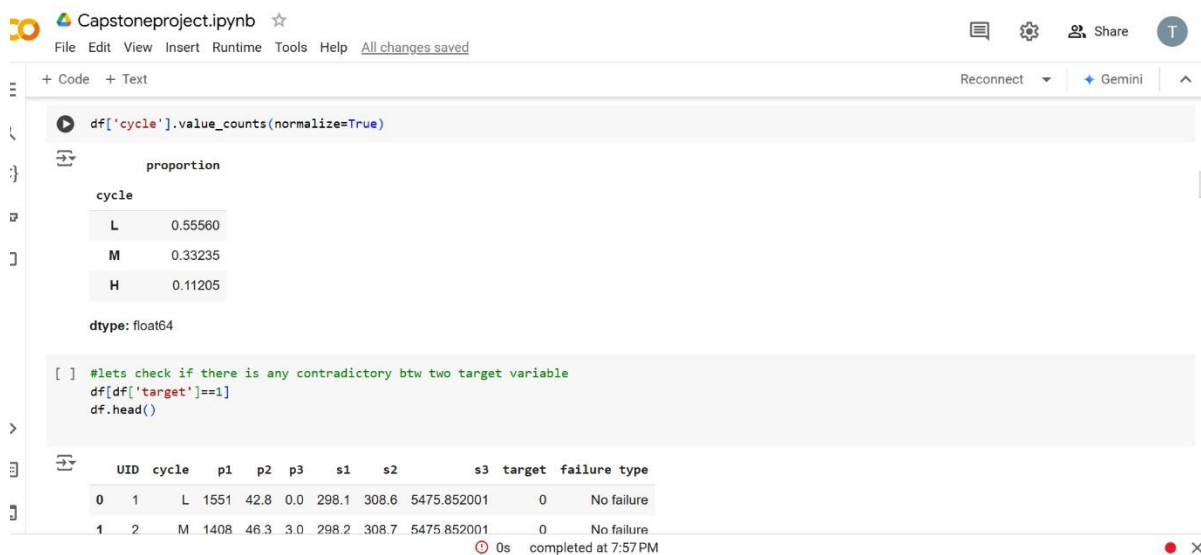 CO Capstoneproject.ipynb
File Edit View Insert Runtime Tools Help All changes saved
Share
T
+ Code + Text
Reconnect
Gemini
df['cycle'].value_counts(normalize=True)
proportion
cycle
L 0.55560
M 0.33235
H 0.11205
dtype: float64
[ ] #lets check if there is any contradictory btw two target variable
df[df['target']==1]
df.head()
UID cycle p1 p2 p3 s1 s2 s3 target failure type
0 1 L 1551 42.8 0.0 298.1 308.6 5475.852001 0 No failure
1 2 M 1408 46.3 3.0 298.2 308.7 5475.852001 0 No failure
0s completed at 7:57 PM